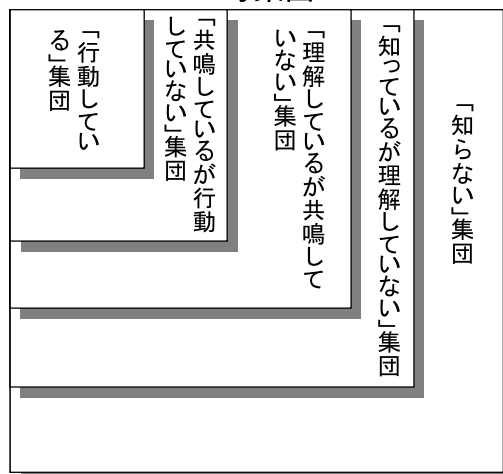 「知らない」集団
「知っているが理解していない」集団
「理解しているが共鳴して
いない」集団
「共鳴しているが行動
していない」集団
「行動してい
る」集団